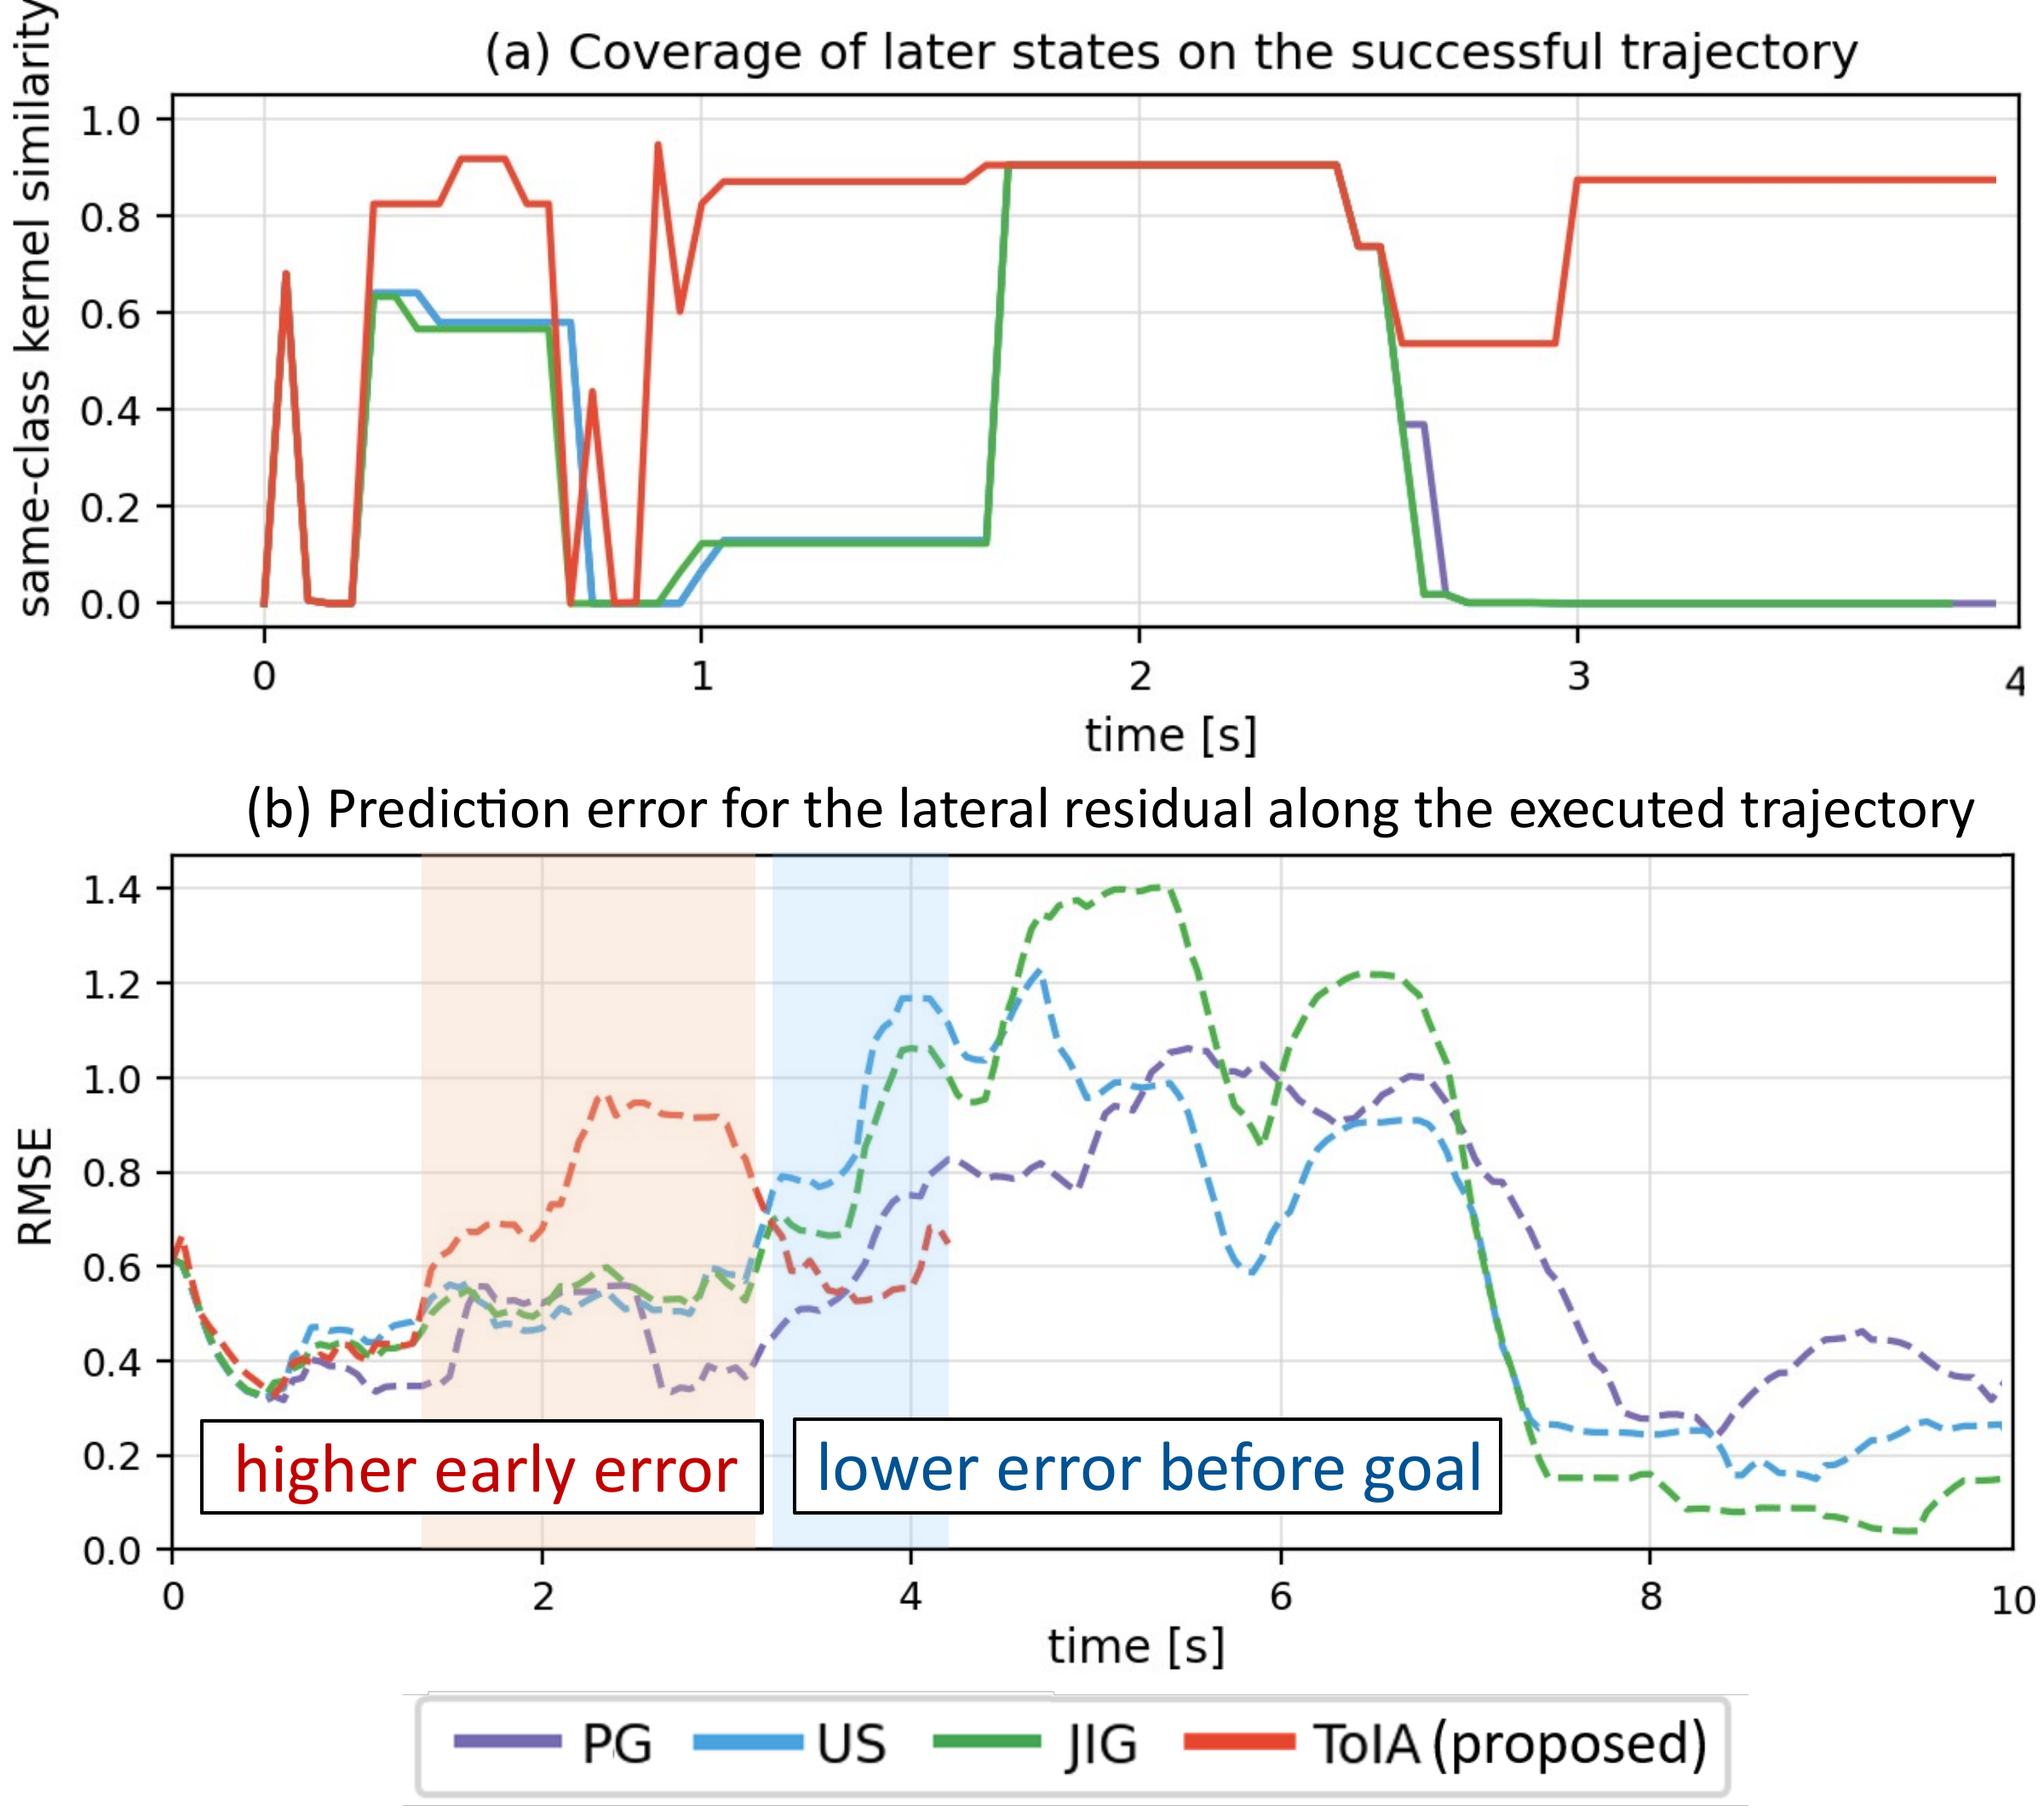 (a) Coverage of later states on the successful trajectory
same-class kernel similarity
1.0
0.8
0.6
0.4
0.2
0.0
0 1 2 3 4
time [s]
(b) Prediction error for the lateral residual along the executed trajectory
RMSE
1.4
1.2
1.0
0.8
0.6
0.4
0.2
0.0
higher early error
lower error before goal
0 2 4 6 8 10
time [s]
PG US JIG ToIA (proposed)